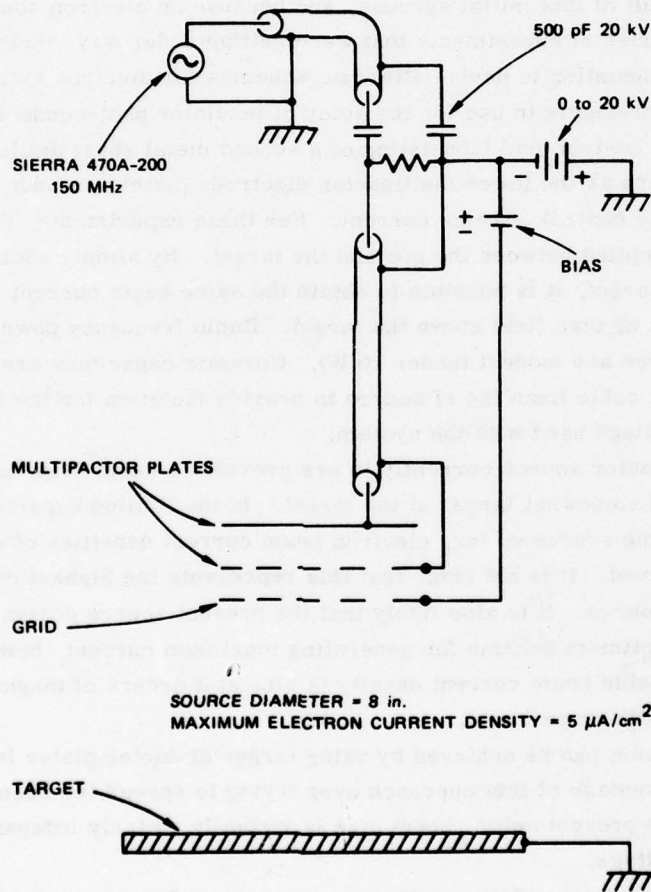 500 pF 20 kV
0 to 20 kV
SIERRA 470A-200
150 MHz
-
+
+
BIAS
MULTIPACTOR PLATES
GRID
SOURCE DIAMETER = 8 in.
MAXIMUM ELECTRON CURRENT DENSITY = 5 μA/cm²
TARGET